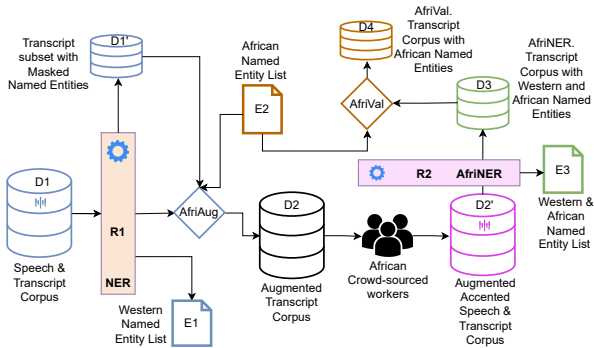 D1'
Transcript
subset with
Masked
Named Entities
African
Named
Entity List
E2
AfriVal.
Transcript
Corpus with
African Named
Entities
D4
AfriVal
AfriNER.
Transcript
Corpus with
Western and
African Named
Entities
D3
D1
Speech &
Transcript
Corpus
R1
NER
AfriAug
D2
Augmented
Transcript
Corpus
African
Crowd-sourced
workers
R2 AfriNER
E3
Western &
African
Named
Entity List
D2'
Augmented
Accented
Speech &
Transcript
Corpus
Western
Named
Entity List
E1